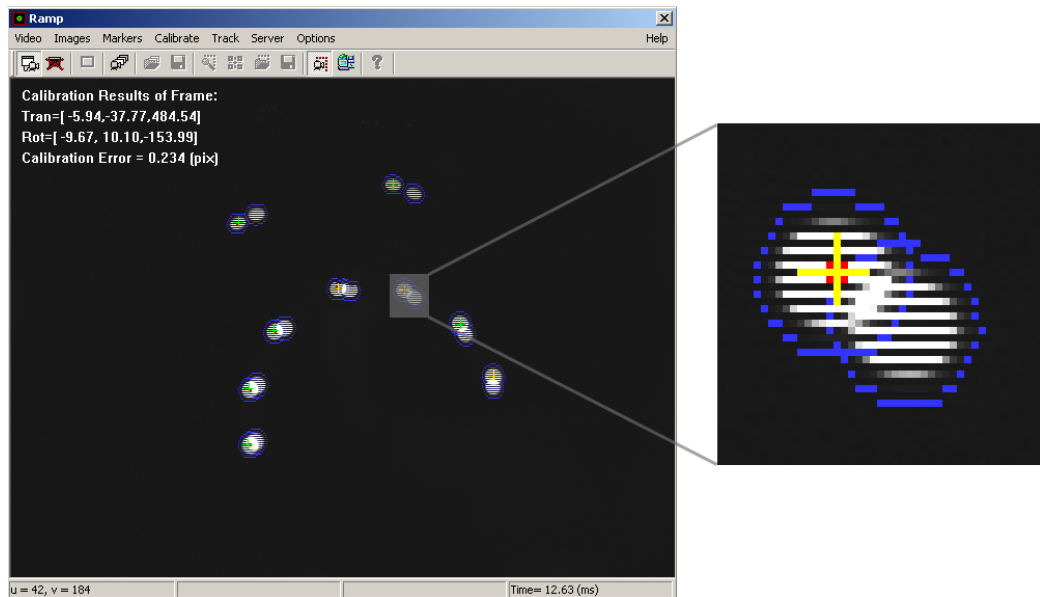 Ramp
Video Images Markers Calibrate Track Server Options Help
Calibration Results of Frame:
Tran=[ -5.94,-37.77,484.54]
Rot=[ -9.67, 10.10,-153.99]
Calibration Error = 0.234 (pix)
u = 42, v = 184 Time= 12.63 (ms)